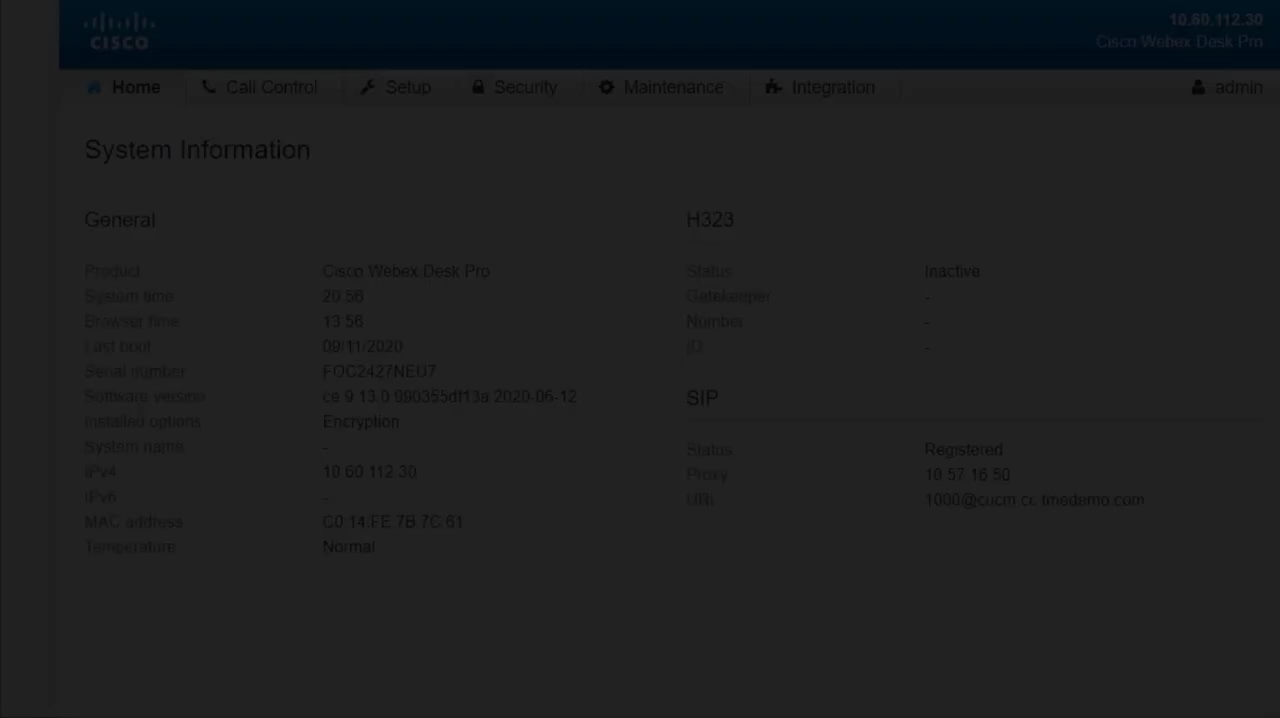 CISCO
10.60.112.30
Cisco Webex Desk Pro
Home Call Control Setup Security Maintenance Integration admin
System Information
General
Product Cisco Webex Desk Pro
System time 20:56
Browser time 13:56
Last boot 09/11/2020
Serial number FOC2427NEU7
Software version ce 9.13.0 990355df13a 2020-06-12
Installed options Encryption
System name -
IPv4 10.60.112.30
IPv6 -
MAC address C0:14:FE:7B:7C:61
Temperature Normal
H323
Status Inactive
Gatekeeper -
Number -
ID -
SIP
Status Registered
Proxy 10.57.16.50
URI 1000@cucm.cc.tmedemo.com